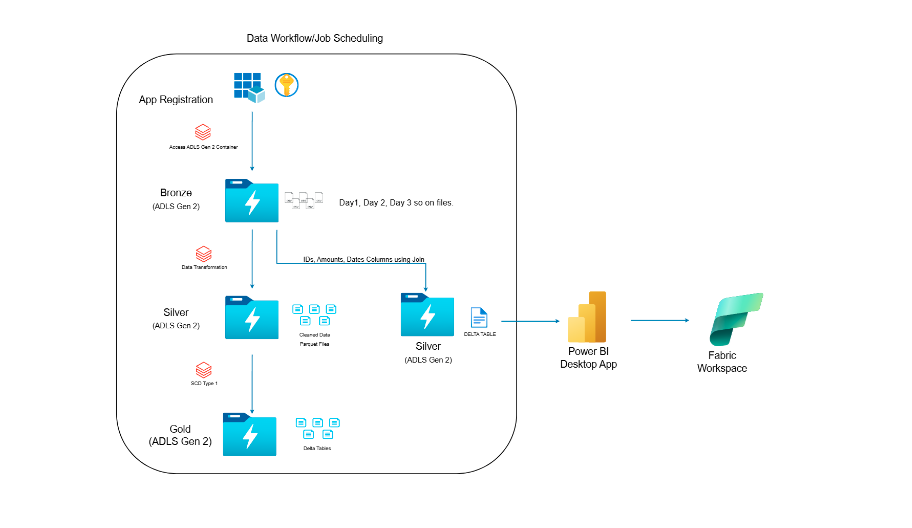 Data Workflow/Job Scheduling
App Registration
Access ADLS Gen 2 Container
Bronze
(ADLS Gen 2)
Day1, Day 2, Day 3 so on files.
Data Transformation
IDs, Amounts, Dates Columns using Join
Silver
(ADLS Gen 2)
Cleaned Data
Parquet Files
DELTA TABLE
Silver
(ADLS Gen 2)
Power BI
Desktop App
Fabric
Workspace
SCD Type 1
Gold
(ADLS Gen 2)
Delta Tables